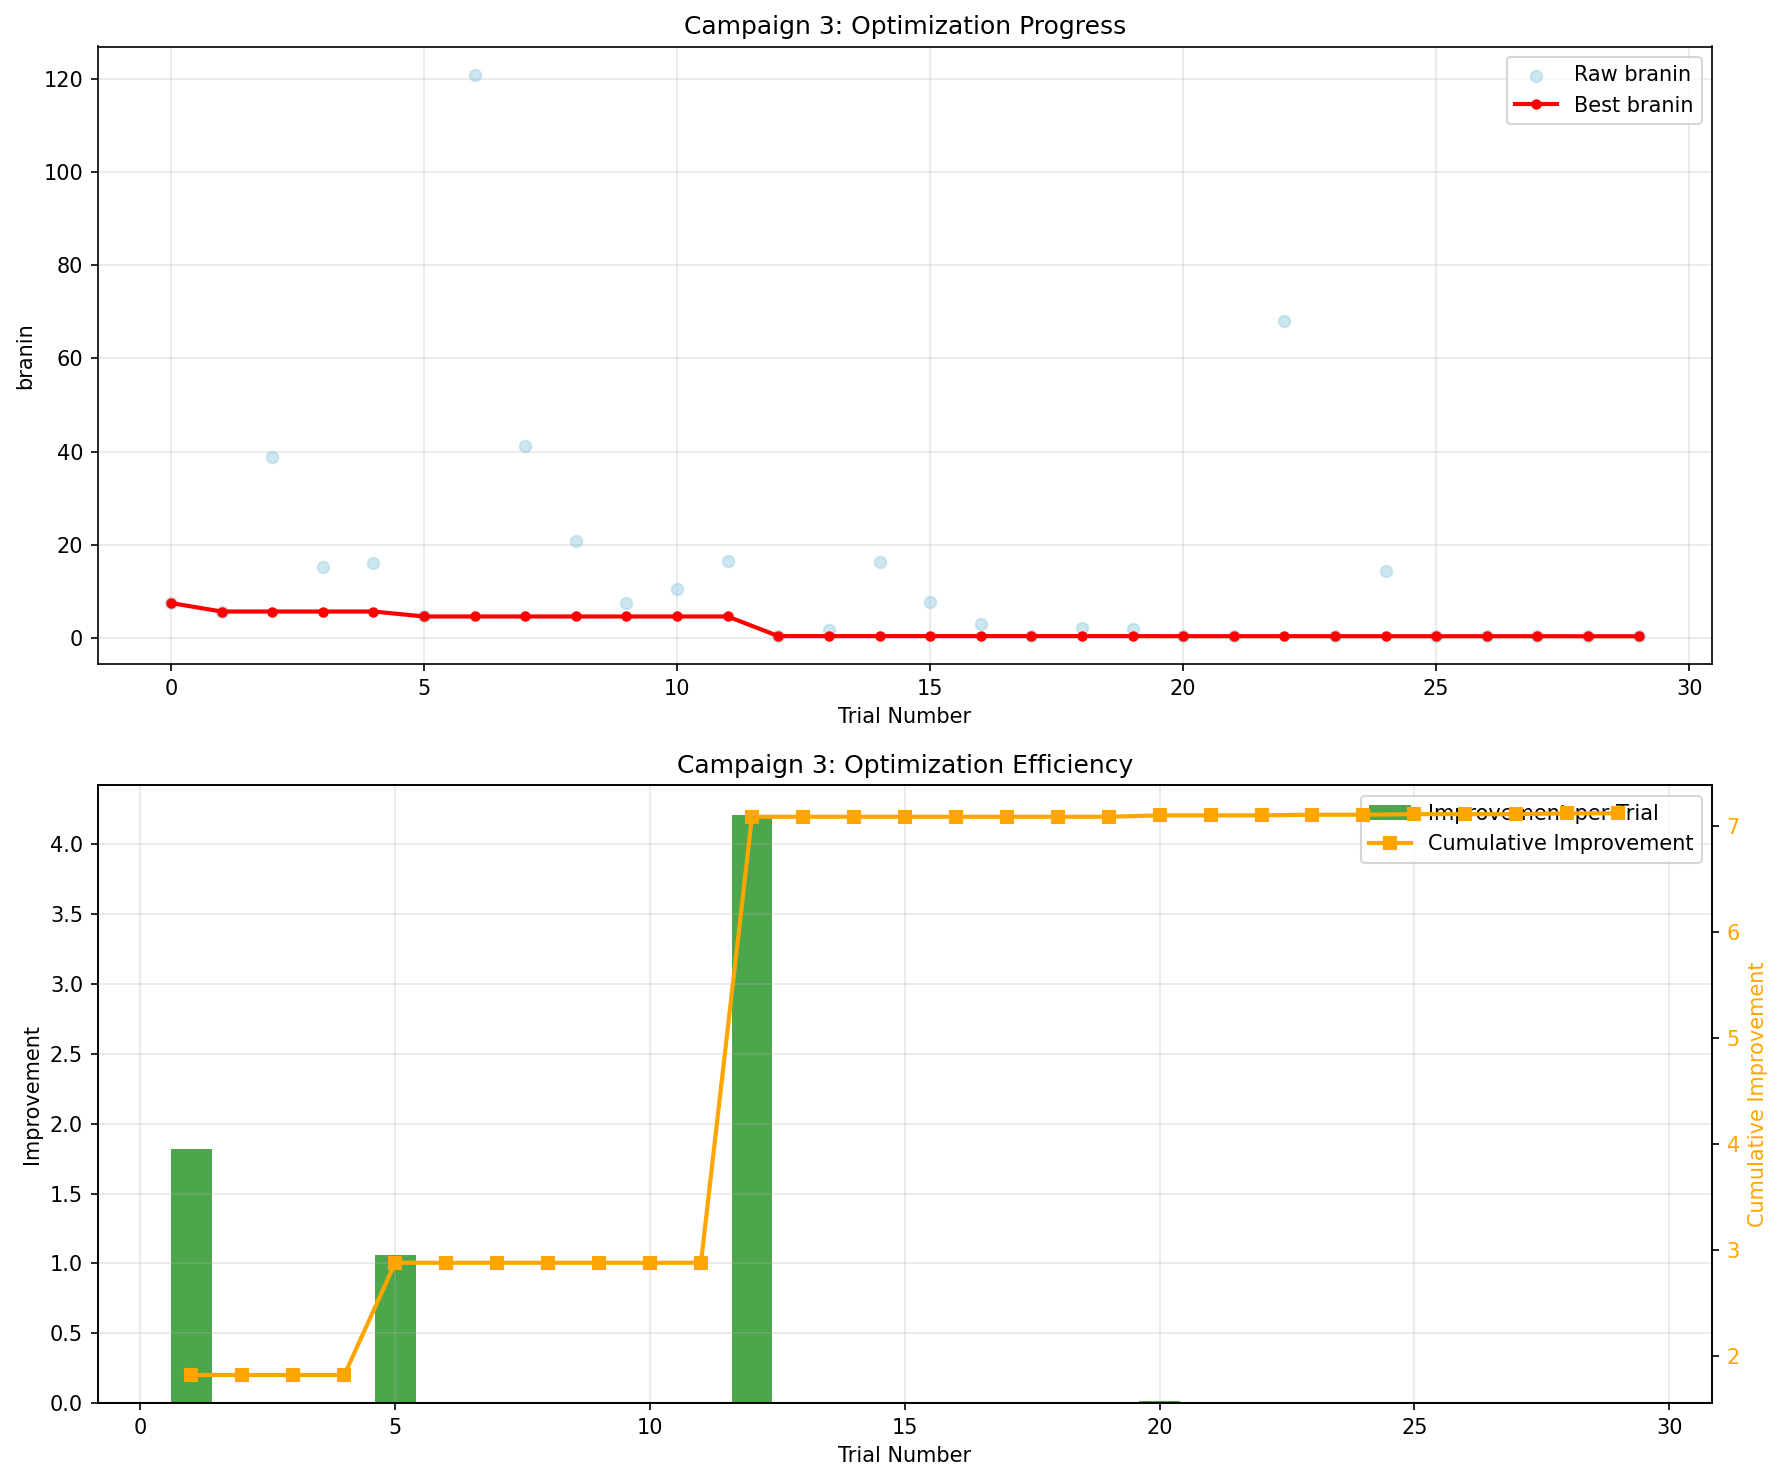 Campaign 3: Optimization Progress
120
100
80
60
40
20
0
branin
Raw branin
Best branin
0 5 10 15 20 25 30
Trial Number
Campaign 3: Optimization Efficiency
4.0
3.5
3.0
2.5
2.0
1.5
1.0
0.5
0.0
Improvement
Improvement per Trial
Cumulative Improvement
7
6
5
4
3
2
Cumulative Improvement
0 5 10 15 20 25 30
Trial Number